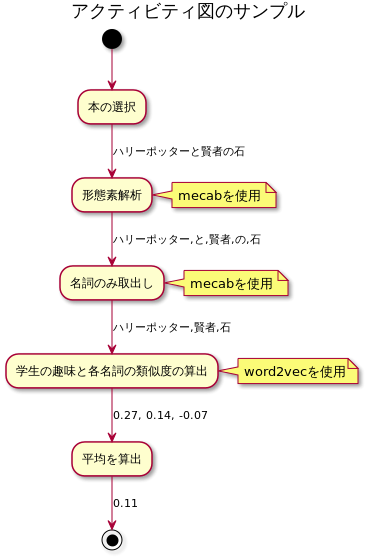 アクティビティ図のサンプル
本の選択
ハリーポッターと賢者の石
形態素解析
mecabを使用
ハリーポッター,と,賢者,の,石
名詞のみ取出し
mecabを使用
ハリーポッター,賢者,石
学生の趣味と各名詞の類似度の算出
word2vecを使用
0.27, 0.14, -0.07
平均を算出
0.11